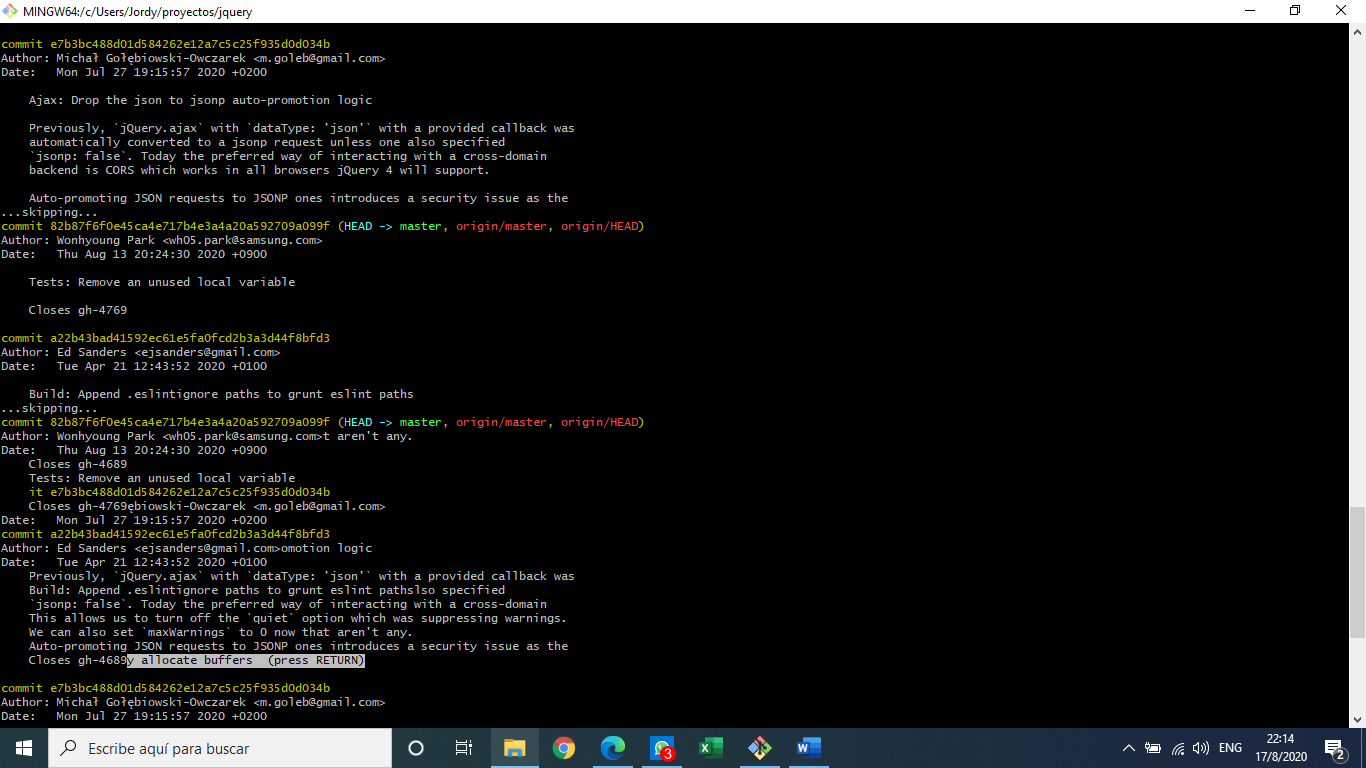 MINGW64:/c/Users/Jordy/proyectos/jquery
commit e7b3bc488d01d584262e12a7c5c25f935d0d034b
Author: Michał Gołębiowski-Owczarek <m.goleb@gmail.com>
Date:   Mon Jul 27 19:15:57 2020 +0200
Ajax: Drop the json to jsonp auto-promotion logic
Previously, `jQuery.ajax` with `dataType: 'json'` with a provided callback was
automatically converted to a jsonp request unless one also specified
`jsonp: false`. Today the preferred way of interacting with a cross-domain
backend is CORS which works in all browsers jQuery 4 will support.
Auto-promoting JSON requests to JSONP ones introduces a security issue as the
...skipping...
commit 82b87f6f0e45ca4e717b4e3a4a20a592709a099f (HEAD -> master, origin/master, origin/HEAD)
Author: Wonhyoung Park <wh05.park@samsung.com>
Date:   Thu Aug 13 20:24:30 2020 +0900
Tests: Remove an unused local variable
Closes gh-4769
commit a22b43bad41592ec61e5fa0fcd2b3a3d44f8bfd3
Author: Ed Sanders <ejsanders@gmail.com>
Date:   Tue Apr 21 12:43:52 2020 +0100
Build: Append .eslintignore paths to grunt eslint paths
...skipping...
commit 82b87f6f0e45ca4e717b4e3a4a20a592709a099f (HEAD -> master, origin/master, origin/HEAD)
Author: Wonhyoung Park <wh05.park@samsung.com>t aren't any.
Date:   Thu Aug 13 20:24:30 2020 +0900
Closes gh-4689
Tests: Remove an unused local variable
it e7b3bc488d01d584262e12a7c5c25f935d0d034b
Closes gh-4769ębiowski-Owczarek <m.goleb@gmail.com>
Date:   Mon Jul 27 19:15:57 2020 +0200
commit a22b43bad41592ec61e5fa0fcd2b3a3d44f8bfd3
Author: Ed Sanders <ejsanders@gmail.com>omotion logic
Date:   Tue Apr 21 12:43:52 2020 +0100
Previously, `jQuery.ajax` with `dataType: 'json'` with a provided callback was
Build: Append .eslintignore paths to grunt eslint pathslso specified
`jsonp: false`. Today the preferred way of interacting with a cross-domain
This allows us to turn off the `quiet` option which was suppressing warnings.
We can also set `maxWarnings` to 0 now that aren't any.
Auto-promoting JSON requests to JSONP ones introduces a security issue as the
Closes gh-4689y allocate buffers  (press RETURN)
commit e7b3bc488d01d584262e12a7c5c25f935d0d034b
Author: Michał Gołębiowski-Owczarek <m.goleb@gmail.com>
Date:   Mon Jul 27 19:15:57 2020 +0200
Escribe aquí para buscar
3
ENG
22:14
17/8/2020
2